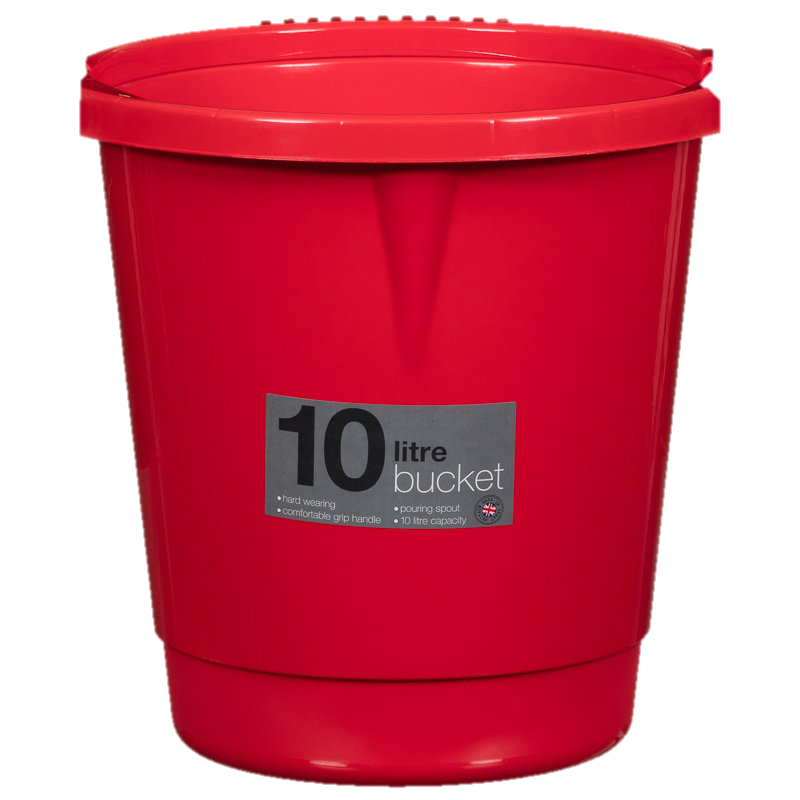 10 litre
bucket
• hard wearing
• comfortable grip handle
• pouring spout
• 10 litre capacity